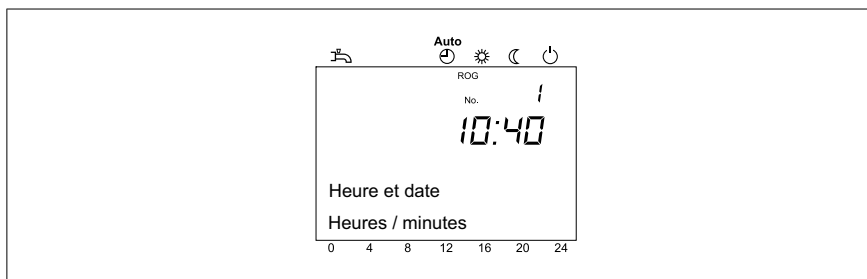 Auto
ROG
No. 1
10:40
Heure et date
Heures / minutes
0 4 8 12 16 20 24